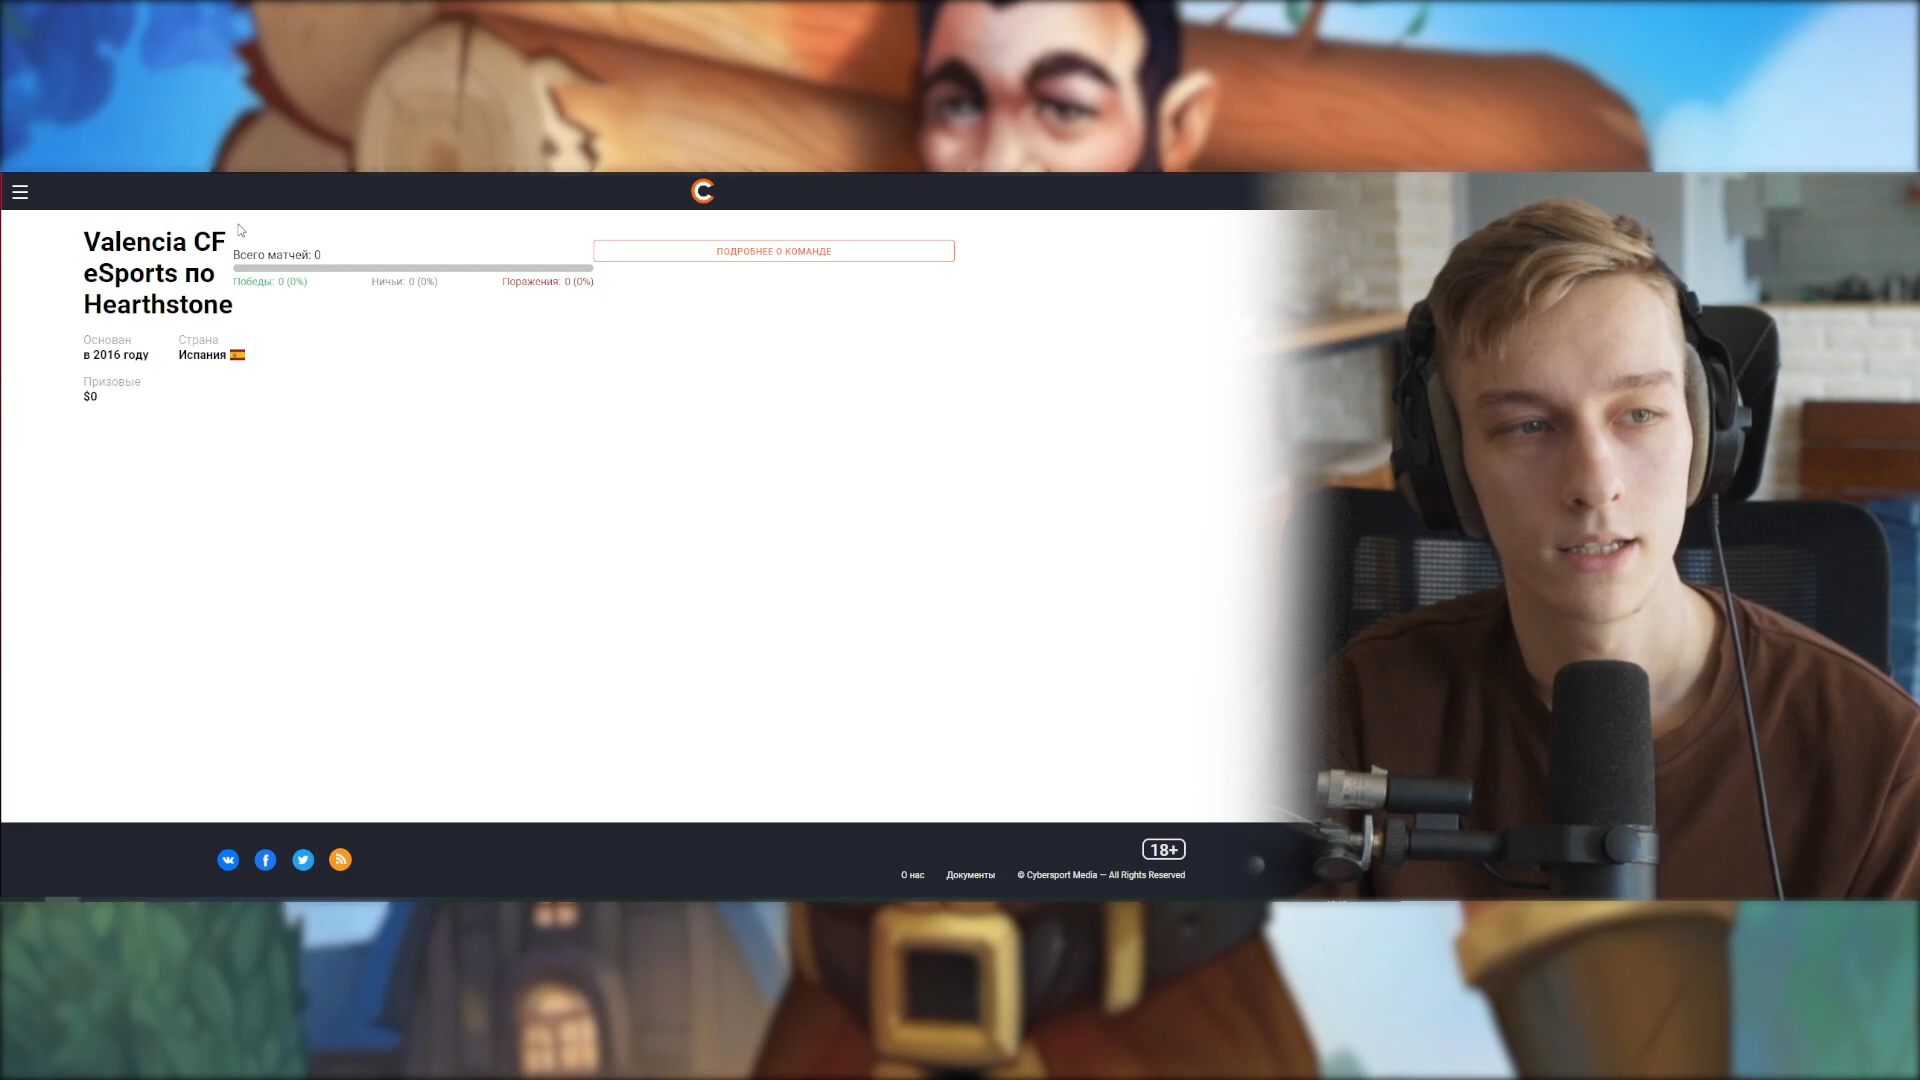 Valencia CF
eSports по
Hearthstone
Всего матчей: 0
Победы: 0 (0%)
Ничьи: 0 (0%)
Поражения: 0 (0%)
ПОДРОБНЕЕ О КОМАНДЕ
Основан
в 2016 году
Страна
Испания
Призовые
$0
18+
О нас
Документы
© Cybersport Media — All Rights Reserved